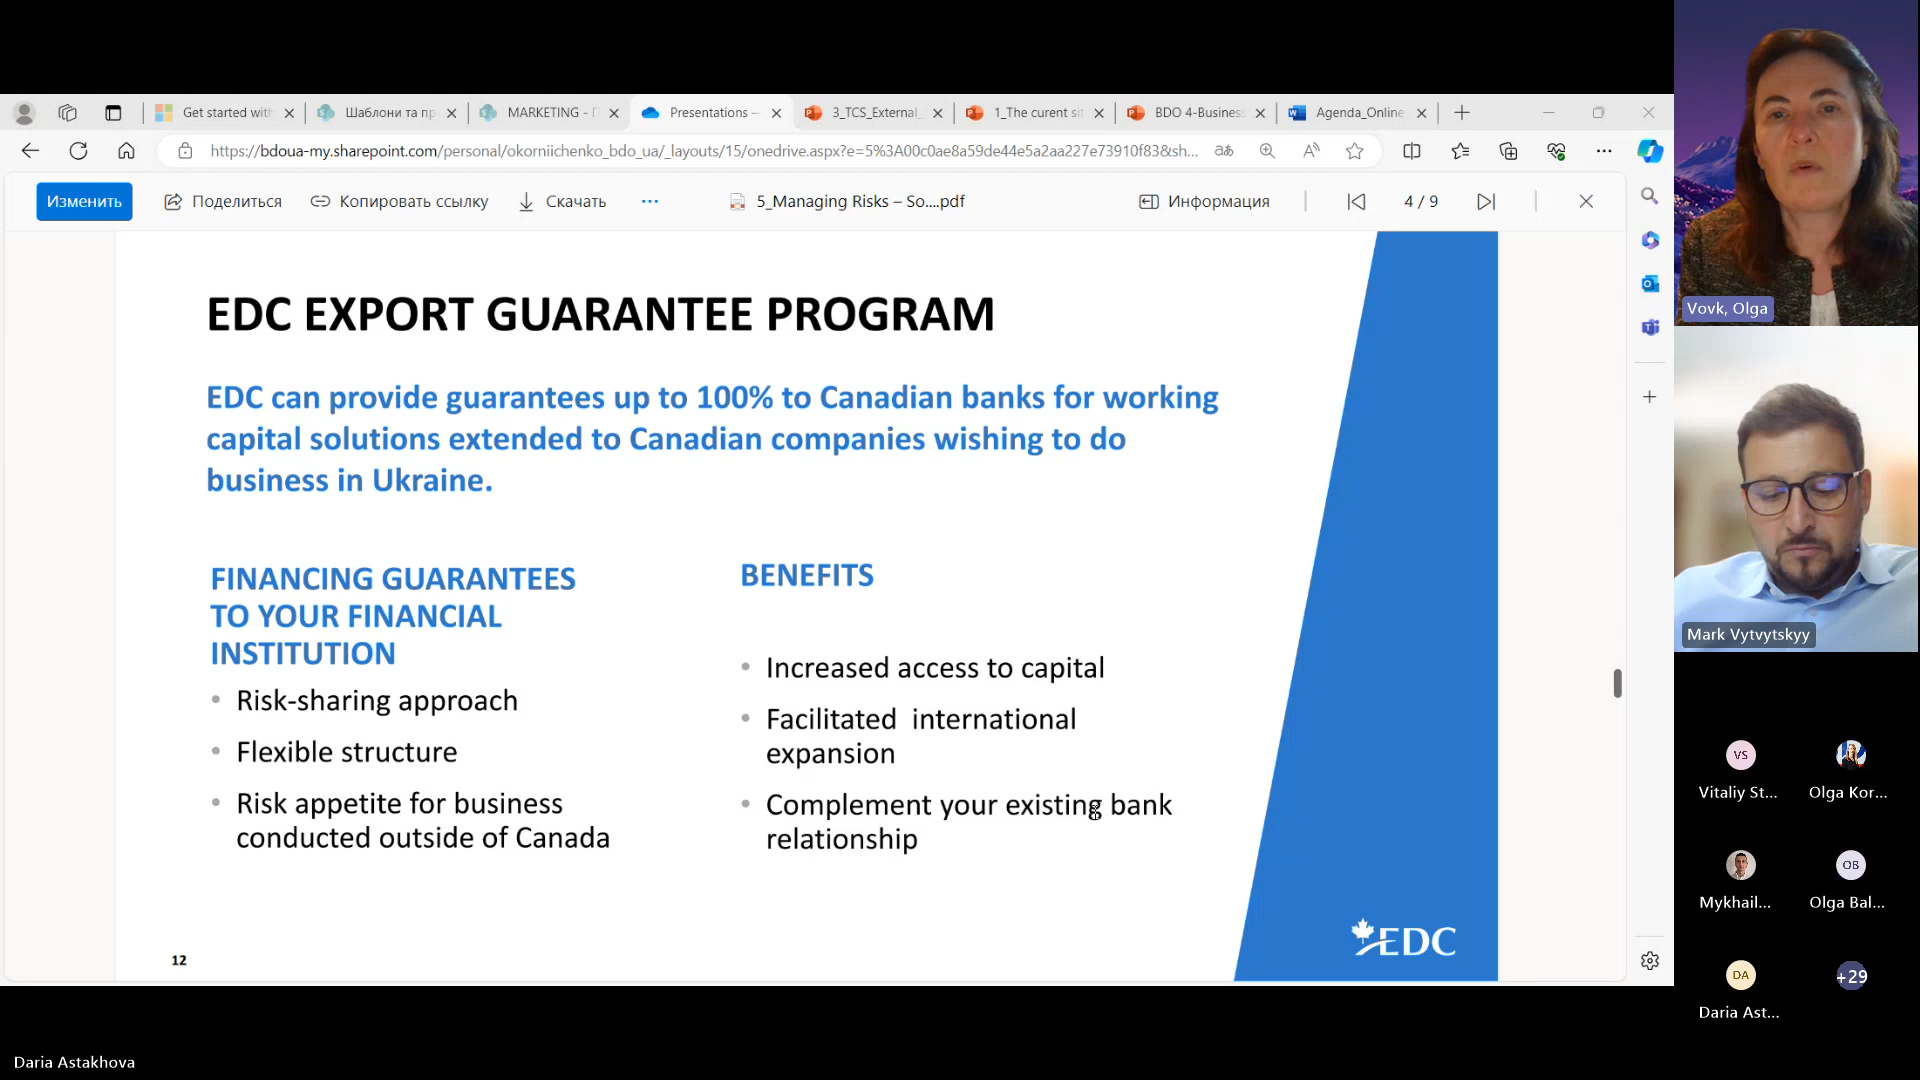 Get started with
Шаблони та пр
MARKETING - П
Presentations –
3_TCS_External_
1_The curent sit
BDO 4-Business
Agenda_Online
https://bdoua-my.sharepoint.com/personal/okorniichenko_bdo_ua/_layouts/15/onedrive.aspx?e=5%3A00c0ae8a59de44e5a2aa227e73910f83&sh...
Изменить
Поделиться
Копировать ссылку
Скачать
...
5_Managing Risks – So....pdf
Информация
4 / 9
EDC EXPORT GUARANTEE PROGRAM
EDC can provide guarantees up to 100% to Canadian banks for working
capital solutions extended to Canadian companies wishing to do
business in Ukraine.
FINANCING GUARANTEES
TO YOUR FINANCIAL
INSTITUTION
• Risk-sharing approach
• Flexible structure
• Risk appetite for business
conducted outside of Canada
BENEFITS
• Increased access to capital
• Facilitated international
expansion
• Complement your existing bank
relationship
12
EDC
Vovk, Olga
Mark Vytvytskyy
VS
Vitaliy St...
Olga Kor...
Mykhail...
OB
Olga Bal...
DA
Daria Ast...
+29
Daria Astakhova